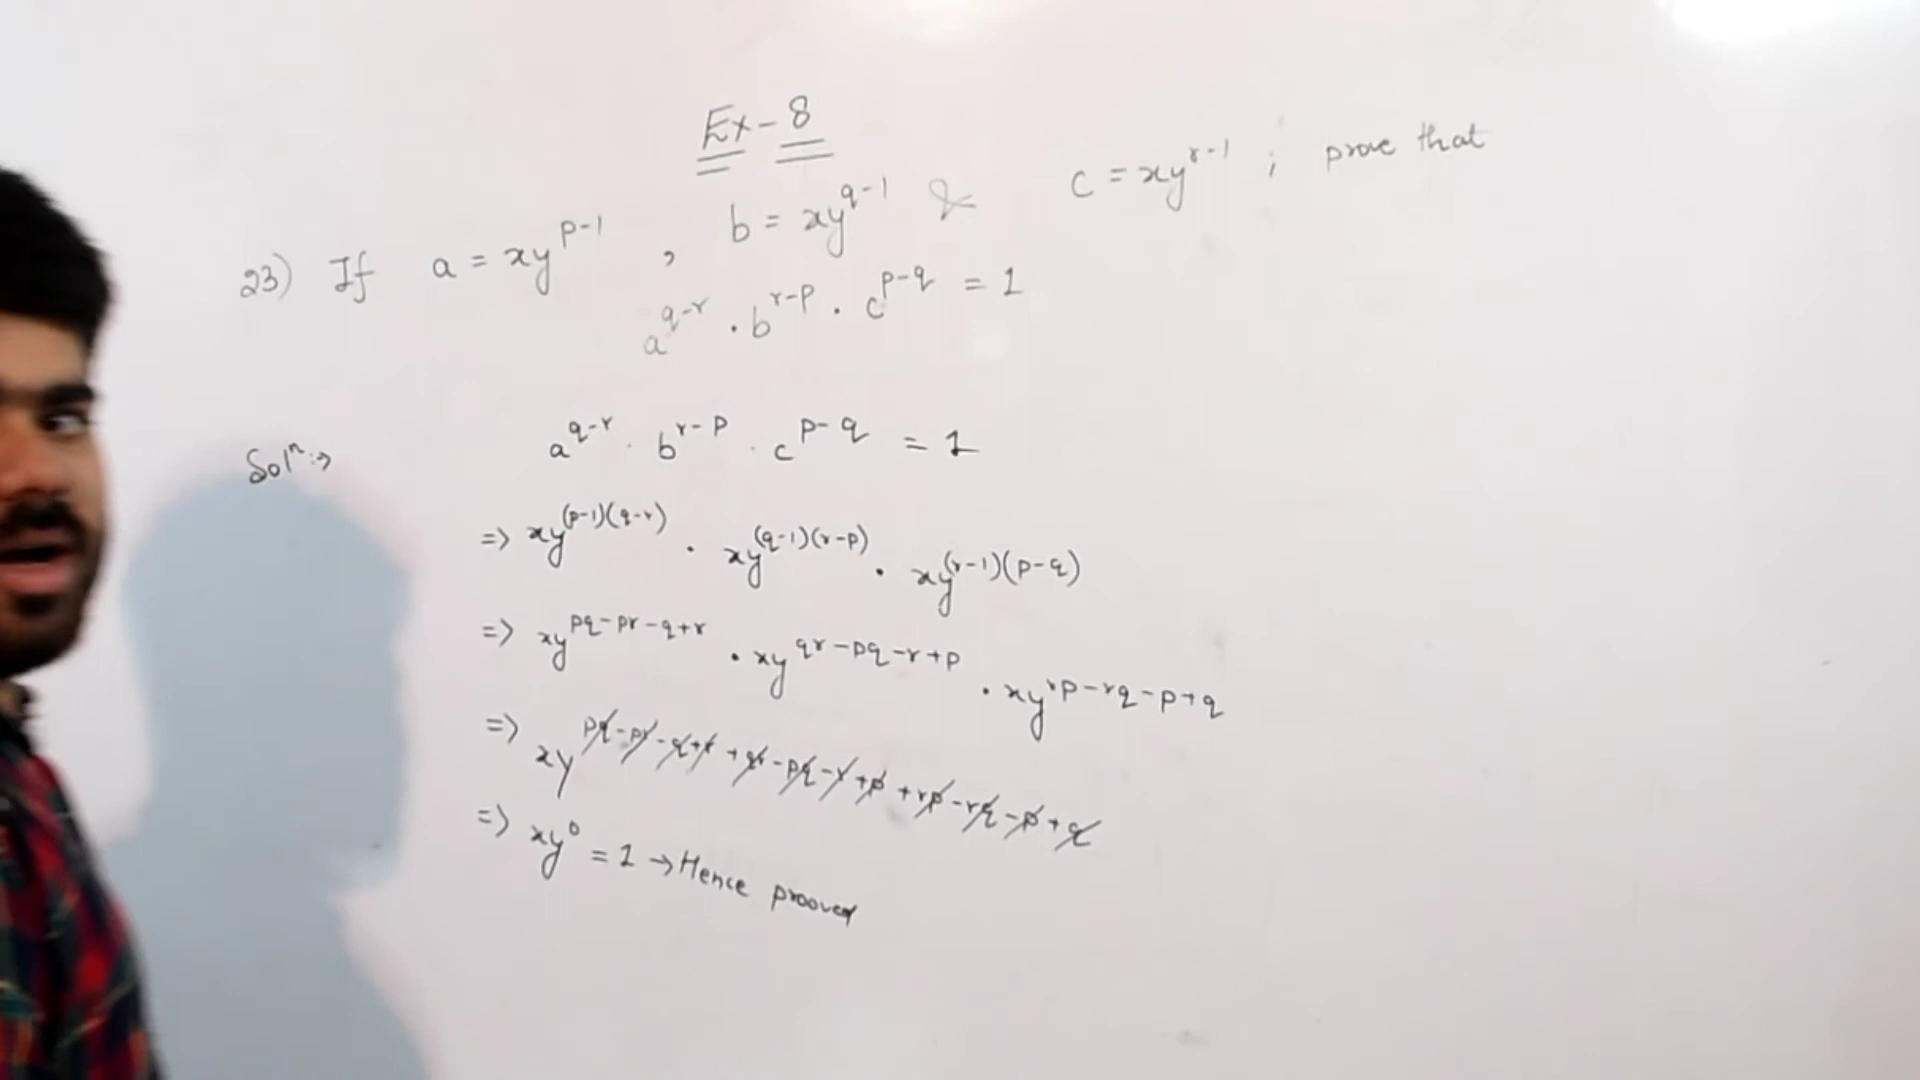 Ex-8
23) If a = xy^{p-1} , b = xy^{q-1} & c = xy^{r-1} ; prove that
a^{q-r} . b^{r-p} . c^{p-q} = 1
Solⁿ:→ a^{q-r} . b^{r-p} . c^{p-q} = 1
=> xy^{(p-1)(q-r)} . xy^{(q-1)(r-p)} . xy^{(r-1)(p-q)}
=> xy^{pq-pr-q+r} . xy^{qr-pq-r+p} . xy^{rp-rq-p+q}
=> xy^{pq-pr-q+r+qr-pq-r+p+rp-rq-p+q}
=> xy^0 = 1 → Hence prooved